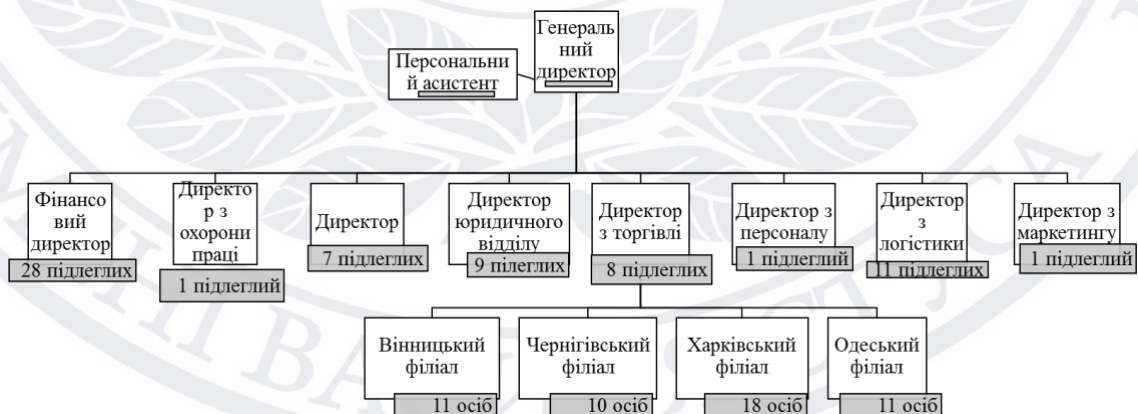 Генераль
ний
директор
Персональни
й асистент
Фінансо
вий
директор
28 підлеглих
Директо
р з
охорони
праці
1 підлеглий
Директор
7 підлеглих
Директор
юридичного
відділу
9 пілеглих
Директор
з торгівлі
8 підлеглих
Директор з
персоналу
1 підлеглий
Директор
з
логістики
11 підлеглих
Директор з
маркетингу
1 підлеглий
Вінницький
філіал
11 осіб
Чернігівський
філіал
10 осіб
Харківський
філіал
18 осіб
Одеський
філіал
11 осіб